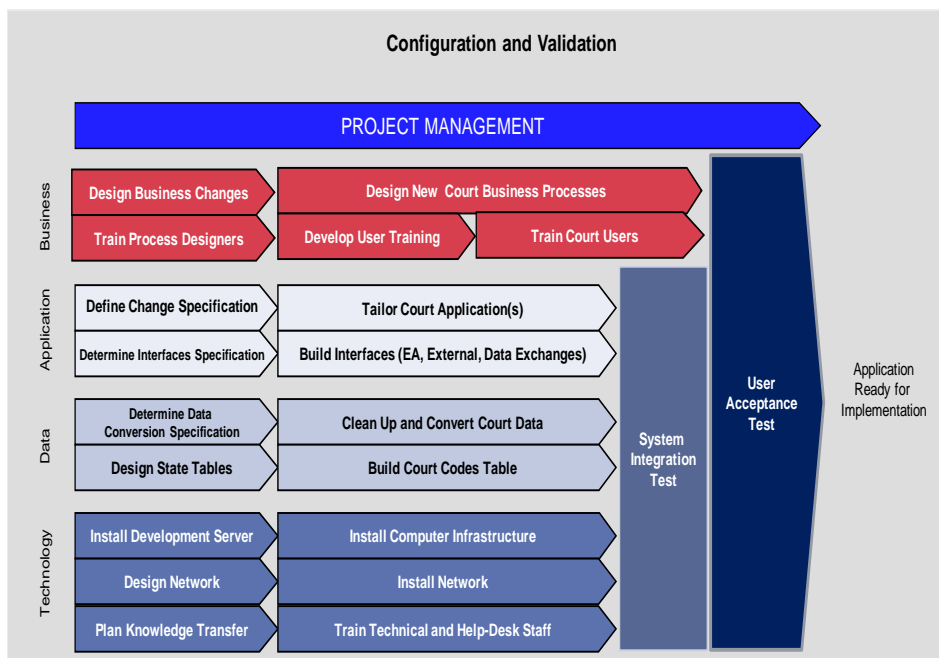 Configuration and Validation
PROJECT MANAGEMENT
Business
Design Business Changes
Design New Court Business Processes
Train Process Designers
Develop User Training
Train Court Users
Application
Define Change Specification
Tailor Court Application(s)
Determine Interfaces Specification
Build Interfaces (EA, External, Data Exchanges)
Data
Determine Data
Conversion Specification
Clean Up and Convert Court Data
Design State Tables
Build Court Codes Table
Technology
Install Development Server
Install Computer Infrastructure
Design Network
Install Network
Plan Knowledge Transfer
Train Technical and Help-Desk Staff
System
Integration
Test
User
Acceptance
Test
Application
Ready for
Implementation